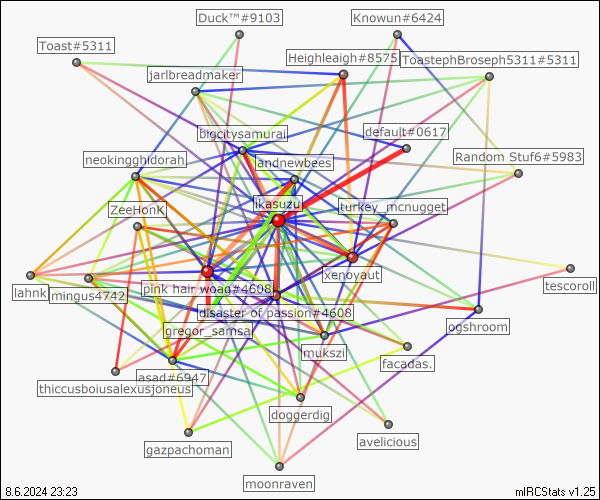 Duck™#9103
Knowun#6424
Toast#5311
Heighleigh#8575
ToastephBroseph5311#5311
jarlbreadmaker
bigcitysamurai
default#0617
neokingghidorah
landnewbees
Random Stuf6#5983
ZeeHonK
ikasuzu
turkey_mcnugget
xenovaut
lahnk
mingus4742
pink hair woag#4608
tescoroll
disaster of passion#4608
gregor_samsa
ogshroom
mukszi
thiccusboiusalexusjoneus
asad#6947
facadas.
doggerdig
gazpachoman
avelicious
moonraven
8.6.2024 23:23
mIRCStats v1.25